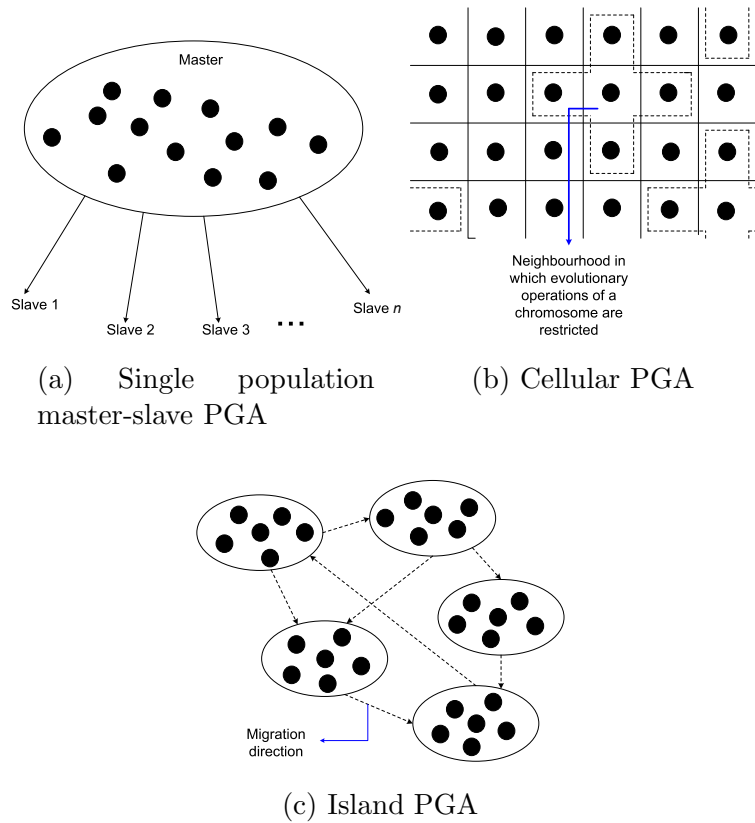 Master
Slave 1
Slave 2
Slave 3
...
Slave n
(a) Single population
master-slave PGA
Neighbourhood in
which evolutionary
operations of a
chromosome are
restricted
(b) Cellular PGA
Migration
direction
(c) Island PGA